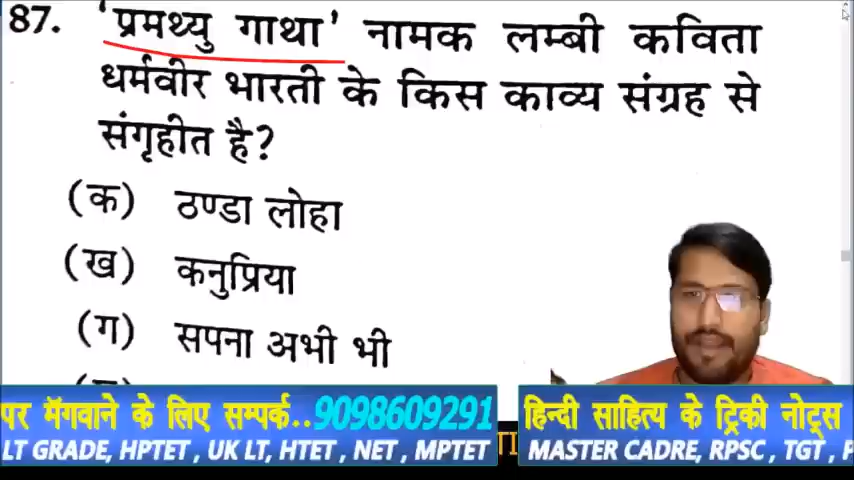 87. 'प्रमथ्यु गाथा' नामक लम्बी कविता
धर्मवीर भारती के किस काव्य संग्रह से
संगृहीत है?
(क) ठण्डा लोहा
(ख) कनुप्रिया
(ग) सपना अभी भी
पर मॅगवाने के लिए सम्पर्क..9098609291
LT GRADE, HPTET , UK LT, HTET , NET , MPTET
हिन्दी साहित्य के ट्रिकी नोट्स
MASTER CADRE, RPSC , TGT , P